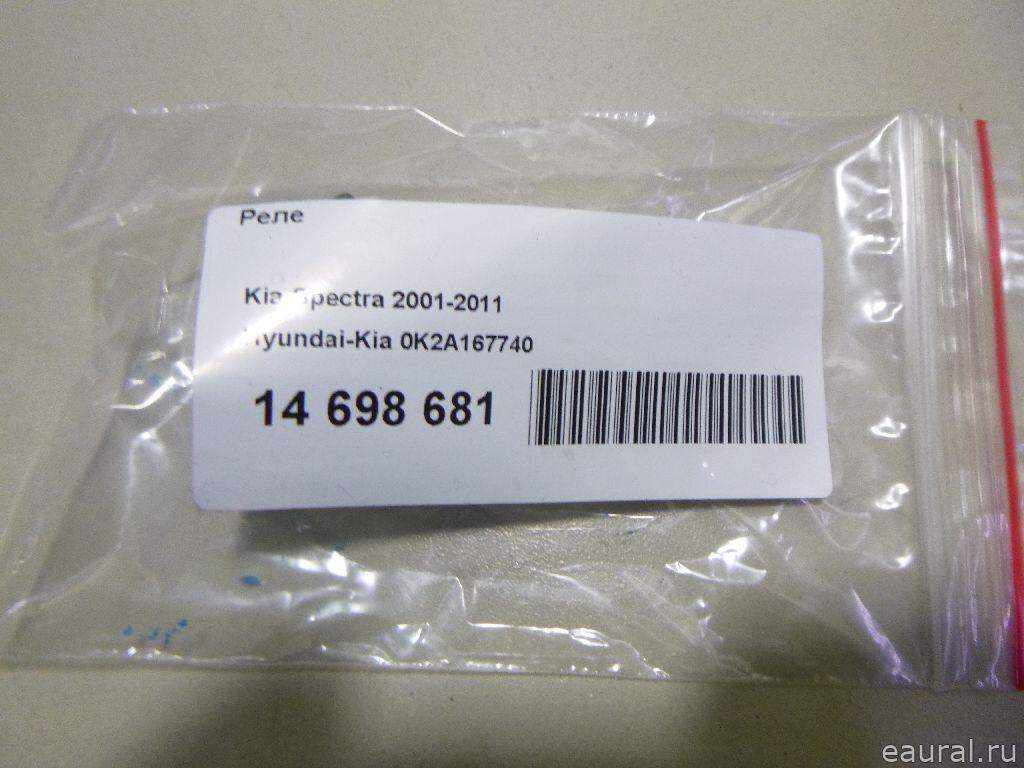 Реле
Kia Spectra 2001-2011
Hyundai-Kia 0K2A167740
14 698 681
eaural.ru